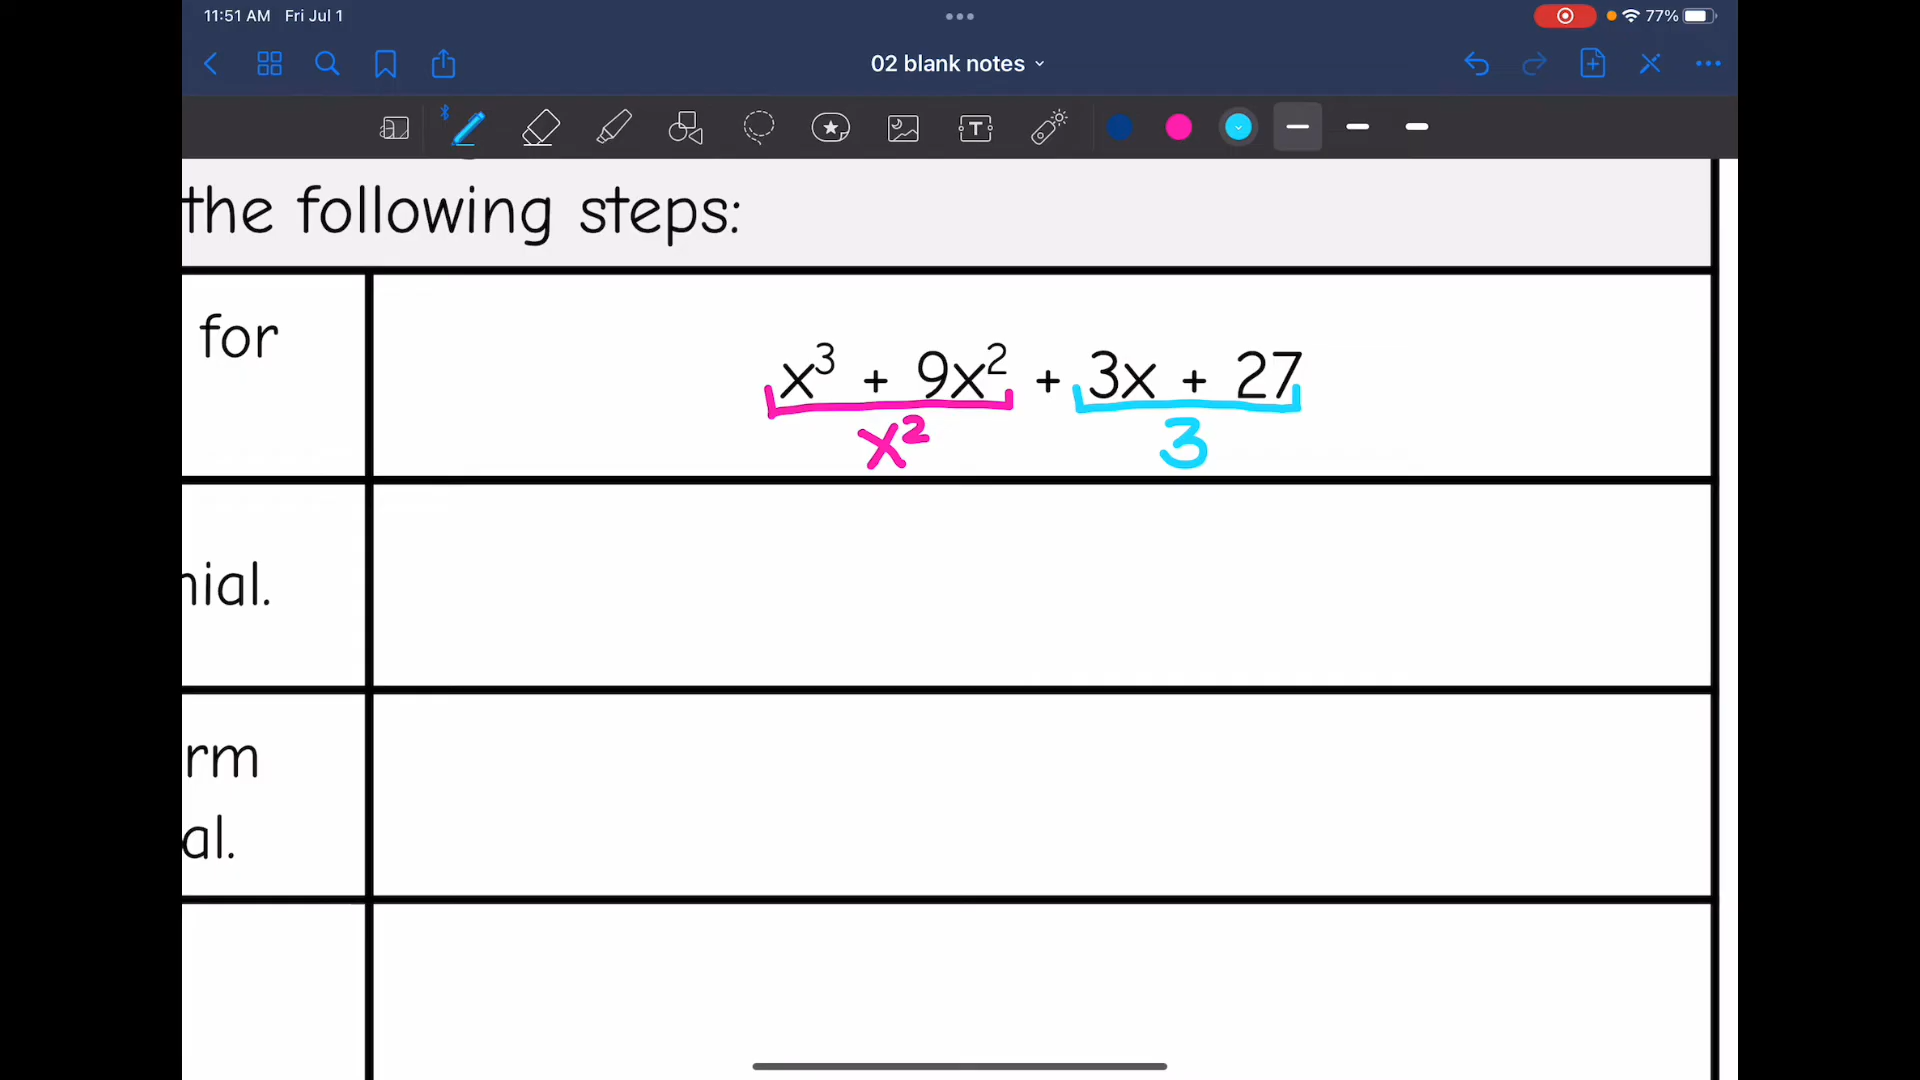 11:51 AM Fri Jul 1
77%
02 blank notes
T
the following steps:
for
x³ + 9x² + 3x + 27
x² 3
nial.
rm
al.